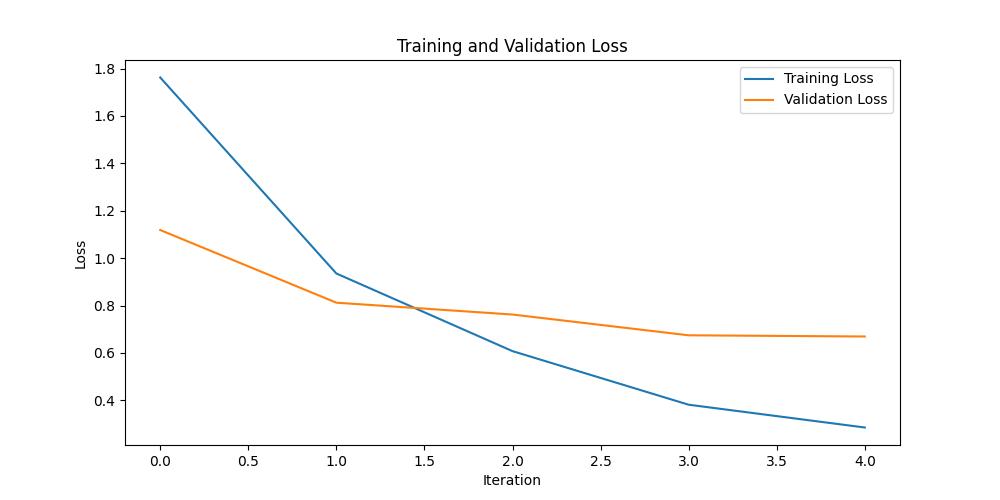 Training and Validation Loss
Training Loss
Validation Loss
1.8
1.6
1.4
1.2
1.0
0.8
0.6
0.4
Loss
0.0 0.5 1.0 1.5 2.0 2.5 3.0 3.5 4.0
Iteration